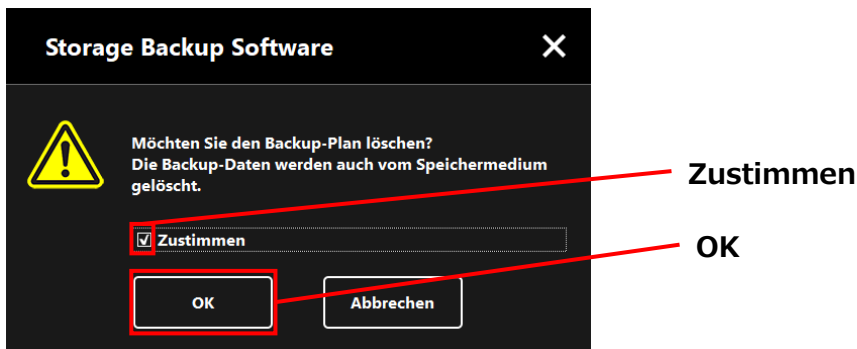 Storage Backup Software
Möchten Sie den Backup-Plan löschen?
Die Backup-Daten werden auch vom Speichermedium
gelöscht.
Zustimmen
OK
Abbrechen
Zustimmen
OK